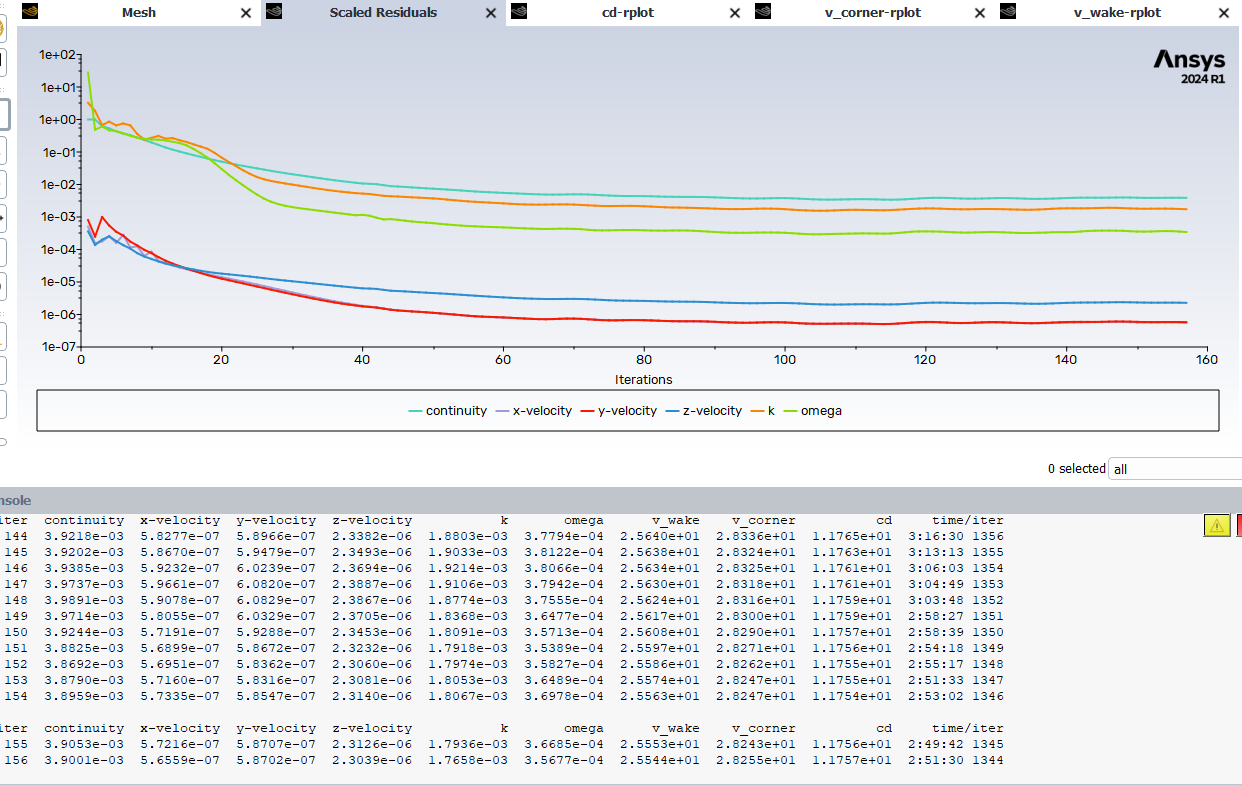 Mesh
Scaled Residuals
cd-rplot
v_corner-rplot
v_wake-rplot
Ansys
2024 R1
1e+02
1e+01
1e+00
1e-01
1e-02
1e-03
1e-04
1e-05
1e-06
1e-07
0 20 40 60 80 100 120 140 160
Iterations
continuity x-velocity y-velocity z-velocity k omega
0 selected all
nsole
iter continuity x-velocity y-velocity z-velocity k omega v_wake v_corner cd time/iter
144 3.9218e-03 5.8277e-07 5.8966e-07 2.3382e-06 1.8803e-03 3.7794e-04 2.5640e+01 2.8336e+01 1.1765e+01 3:16:30 1356
145 3.9202e-03 5.8670e-07 5.9479e-07 2.3493e-06 1.9033e-03 3.8122e-04 2.5638e+01 2.8324e+01 1.1763e+01 3:13:13 1355
146 3.9385e-03 5.9232e-07 6.0239e-07 2.3694e-06 1.9214e-03 3.8066e-04 2.5634e+01 2.8325e+01 1.1761e+01 3:06:03 1354
147 3.9737e-03 5.9661e-07 6.0820e-07 2.3887e-06 1.9106e-03 3.7942e-04 2.5630e+01 2.8318e+01 1.1761e+01 3:04:49 1353
148 3.9891e-03 5.9078e-07 6.0829e-07 2.3867e-06 1.8774e-03 3.7555e-04 2.5624e+01 2.8316e+01 1.1759e+01 3:03:48 1352
149 3.9714e-03 5.8055e-07 6.0329e-07 2.3705e-06 1.8368e-03 3.6477e-04 2.5617e+01 2.8300e+01 1.1759e+01 2:58:27 1351
150 3.9244e-03 5.7191e-07 5.9288e-07 2.3453e-06 1.8091e-03 3.5713e-04 2.5608e+01 2.8290e+01 1.1757e+01 2:58:39 1350
151 3.8825e-03 5.6899e-07 5.8672e-07 2.3232e-06 1.7918e-03 3.5389e-04 2.5597e+01 2.8271e+01 1.1756e+01 2:54:18 1349
152 3.8692e-03 5.6951e-07 5.8362e-07 2.3060e-06 1.7974e-03 3.5827e-04 2.5586e+01 2.8262e+01 1.1755e+01 2:55:17 1348
153 3.8790e-03 5.7160e-07 5.8316e-07 2.3081e-06 1.8053e-03 3.6489e-04 2.5574e+01 2.8247e+01 1.1755e+01 2:51:33 1347
154 3.8959e-03 5.7335e-07 5.8547e-07 2.3140e-06 1.8067e-03 3.6978e-04 2.5563e+01 2.8247e+01 1.1754e+01 2:53:02 1346
iter continuity x-velocity y-velocity z-velocity k omega v_wake v_corner cd time/iter
155 3.9053e-03 5.7216e-07 5.8707e-07 2.3126e-06 1.7936e-03 3.6685e-04 2.5553e+01 2.8243e+01 1.1756e+01 2:49:42 1345
156 3.9001e-03 5.6559e-07 5.8702e-07 2.3039e-06 1.7658e-03 3.5677e-04 2.5544e+01 2.8255e+01 1.1757e+01 2:51:30 1344